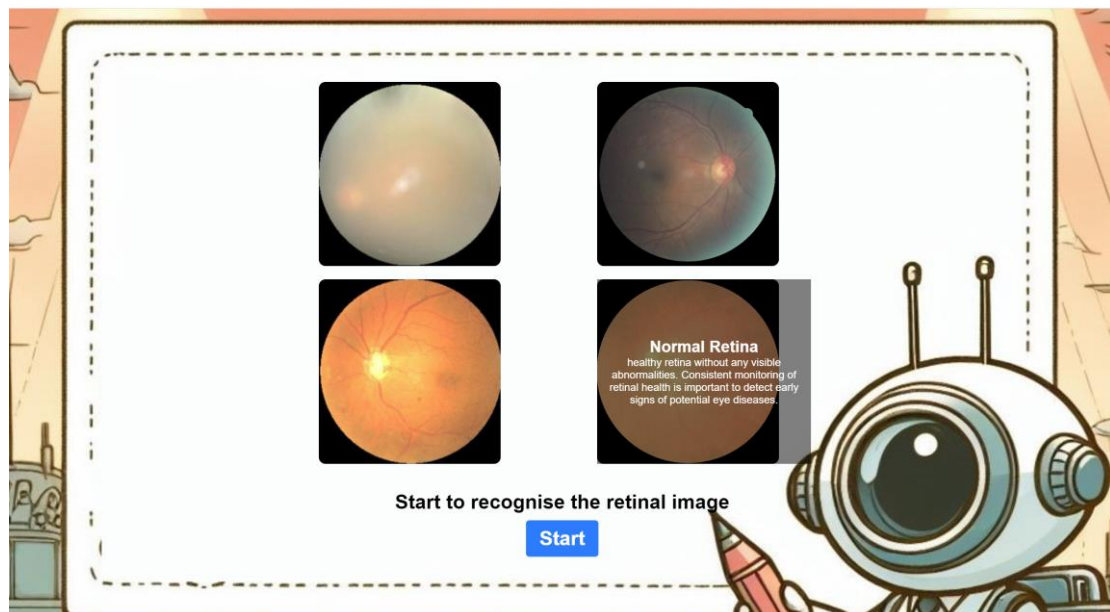 Normal Retina
healthy retina without any visible
abnormalities. Consistent monitoring of
retinal health is important to detect early
signs of potential eye diseases.
Start to recognise the retinal image
Start